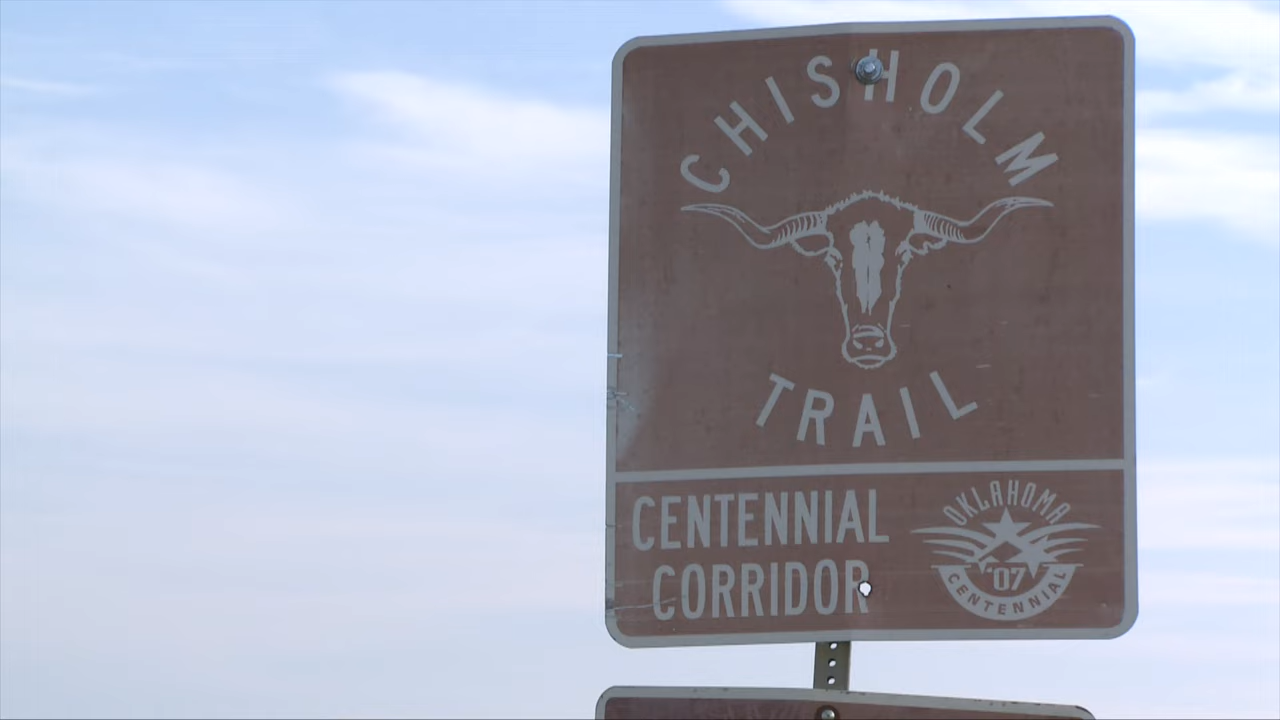 CHISHOLM
TRAIL
CENTENNIAL
CORRIDOR
OKLAHOMA
'07
CENTENNIAL